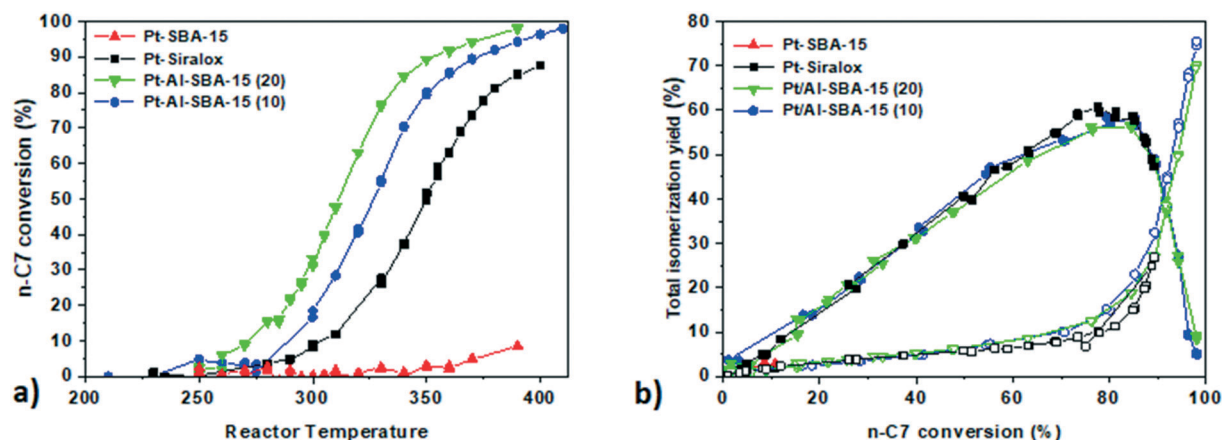 100
90
80
70
60
50
40
30
20
10
0
n-C7 conversion (%)
Pt-SBA-15
Pt-Siralox
Pt-Al-SBA-15 (20)
Pt-Al-SBA-15 (10)
200
250
300
350
400
Reactor Temperature
a)
80
70
60
50
40
30
20
10
0
Total isomerization yield (%)
Pt-SBA-15
Pt-Siralox
Pt/Al-SBA-15 (20)
Pt/Al-SBA-15 (10)
0
20
40
60
80
100
n-C7 conversion (%)
b)